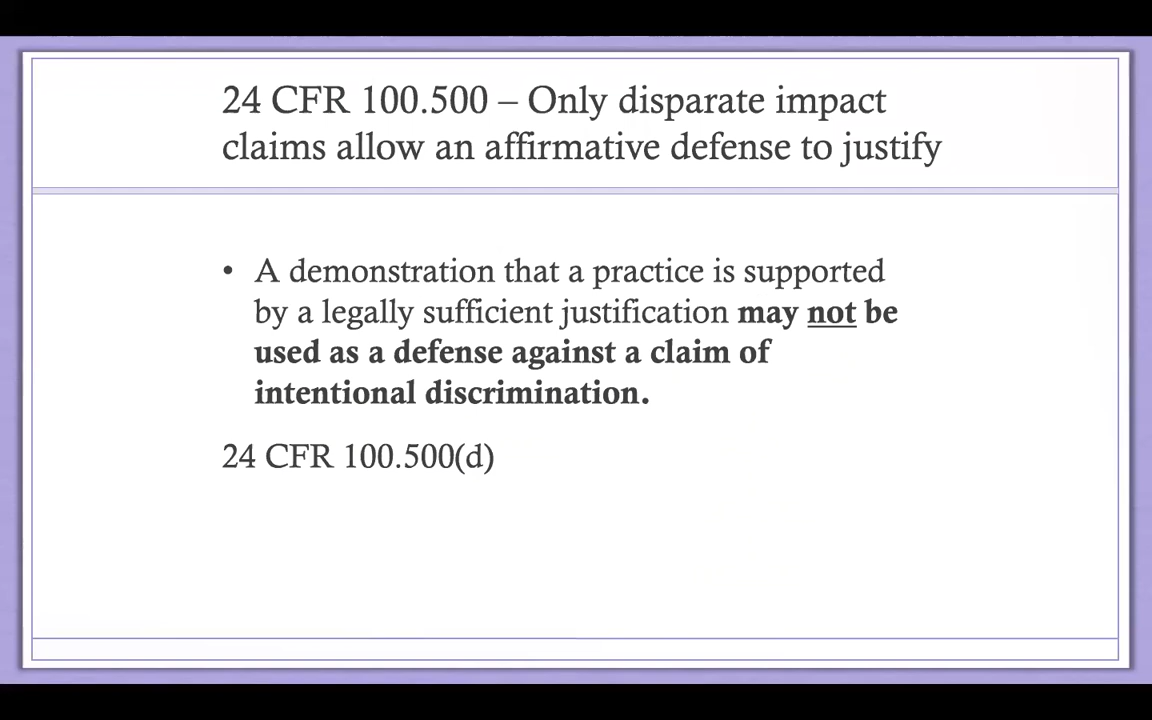 24 CFR 100.500 – Only disparate impact
claims allow an affirmative defense to justify
• A demonstration that a practice is supported
by a legally sufficient justification may not be
used as a defense against a claim of
intentional discrimination.
24 CFR 100.500(d)